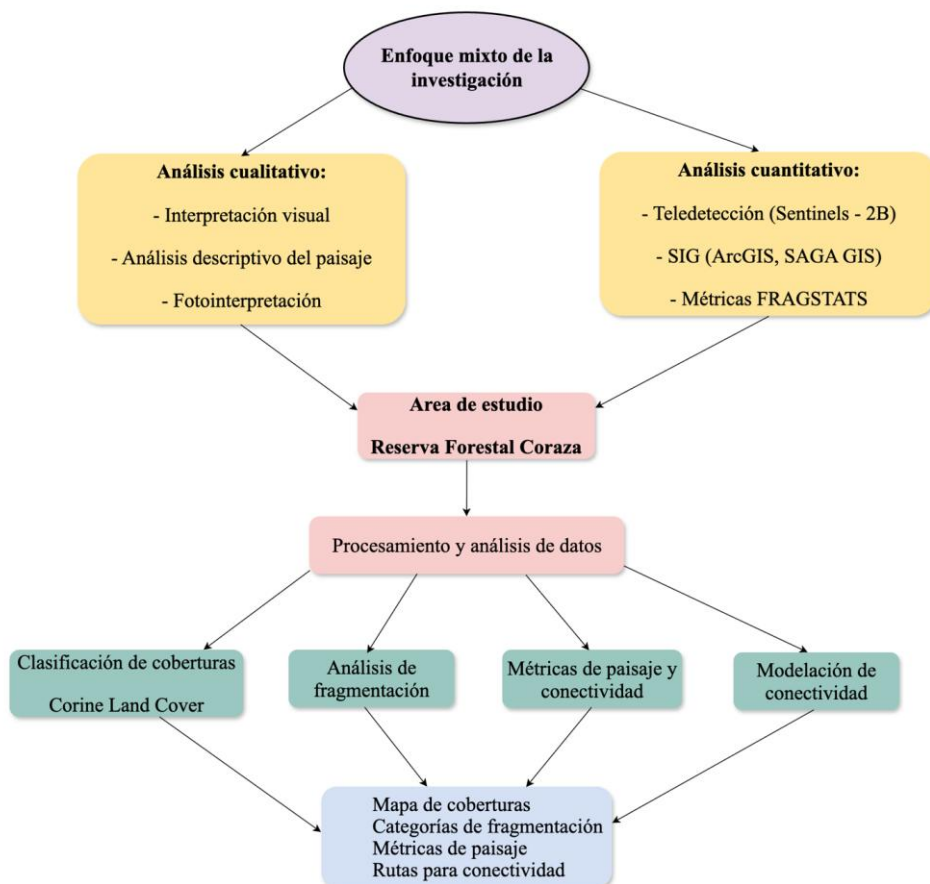 Enfoque mixto de la
investigación
Análisis cualitativo:
- Interpretación visual
- Análisis descriptivo del paisaje
- Fotointerpretación
Análisis cuantitativo:
- Teledetección (Sentinels - 2B)
- SIG (ArcGIS, SAGA GIS)
- Métricas FRAGSTATS
Area de estudio
Reserva Forestal Coraza
Procesamiento y análisis de datos
Clasificación de coberturas
Corine Land Cover
Análisis de
fragmentación
Métricas de paisaje y
conectividad
Modelación de
conectividad
Mapa de coberturas
Categorías de fragmentación
Métricas de paisaje
Rutas para conectividad